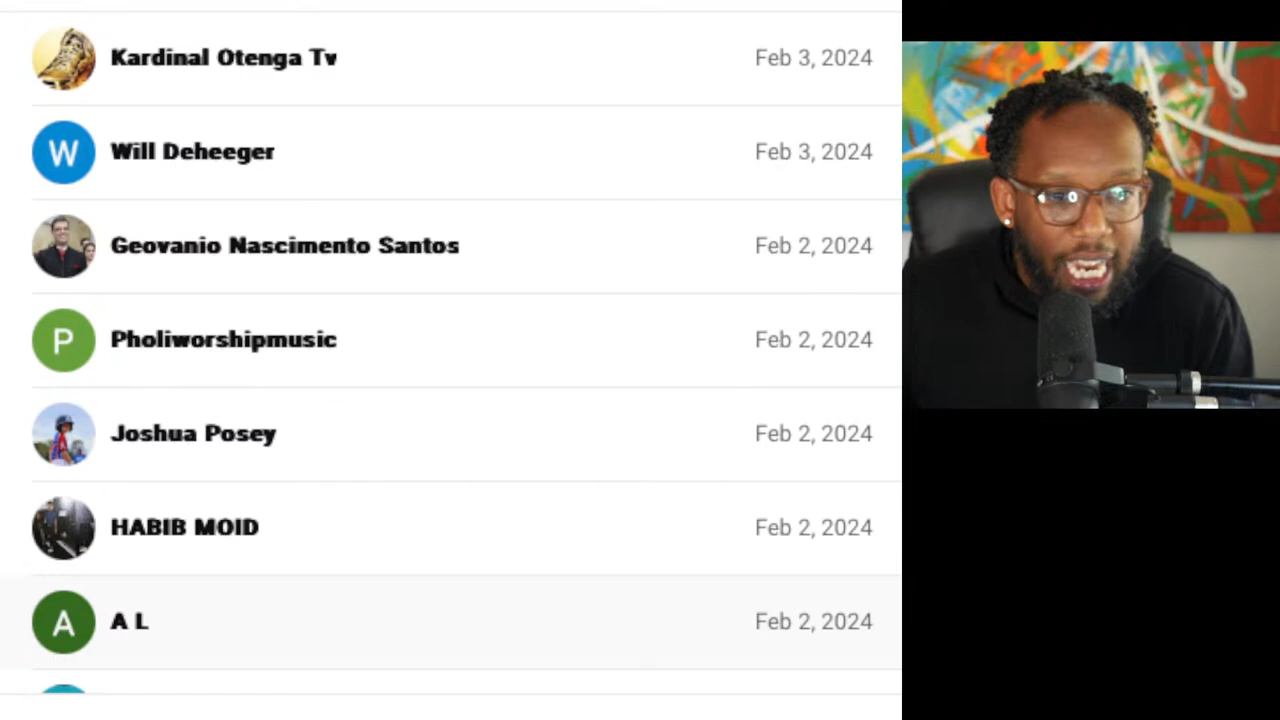 Kardinal Otenga Tv Feb 3, 2024
W Will Deheeger Feb 3, 2024
Geovanio Nascimento Santos Feb 2, 2024
P Pholiworshipmusic Feb 2, 2024
Joshua Posey Feb 2, 2024
HABIB MOID Feb 2, 2024
A A L Feb 2, 2024